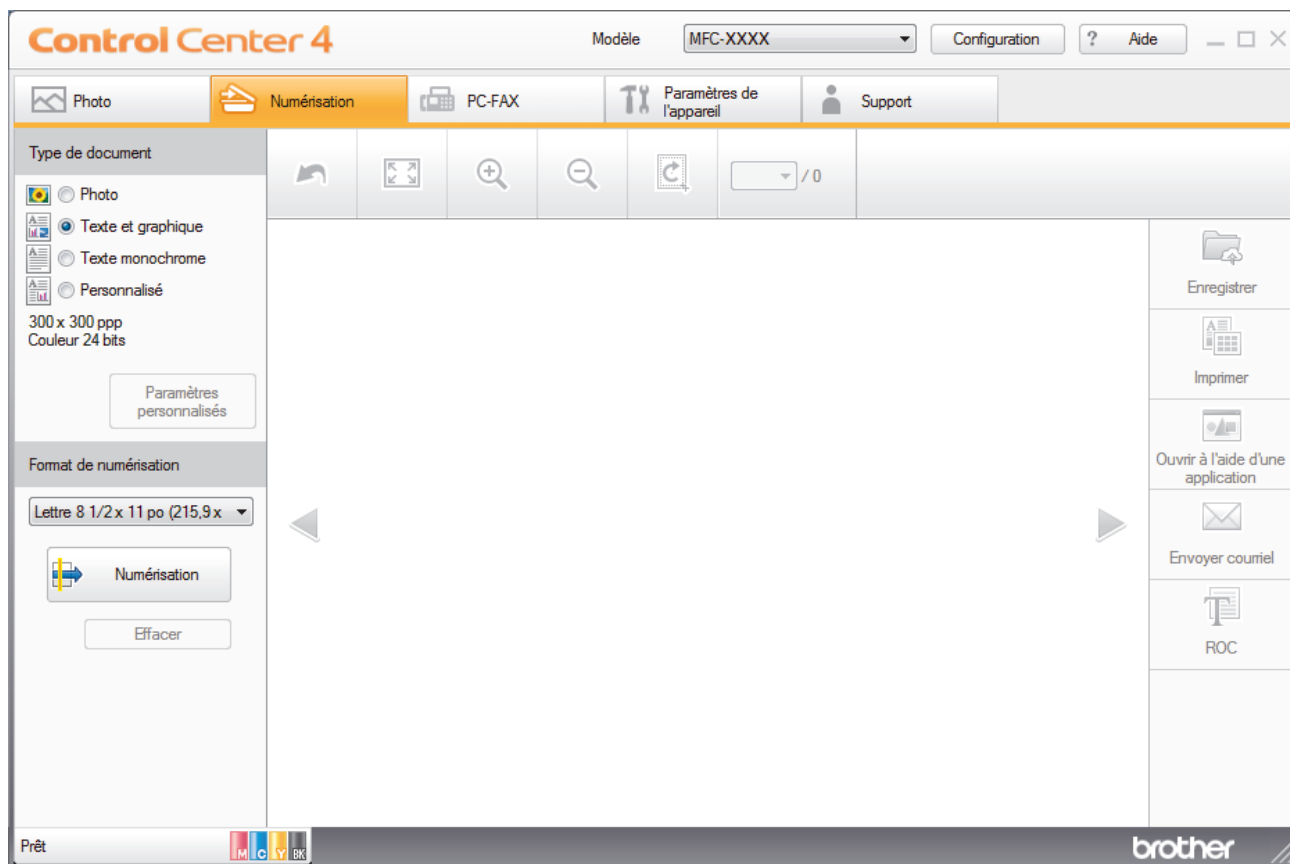 Control Center 4
Modèle
MFC-XXXX
Configuration
? Aide
Photo
Numérisation
PC-FAX
Paramètres de
l'appareil
Support
Type de document
Photo
Texte et graphique
Texte monochrome
Personnalisé
300 x 300 ppp
Couleur 24 bits
Paramètres
personnalisés
Format de numérisation
Lettre 8 1/2 x 11 po (215,9 x
Numérisation
Effacer
/ 0
Enregistrer
Imprimer
Ouvrir à l'aide d'une
application
Envoyer courriel
ROC
Prêt
M C Y BK
brother